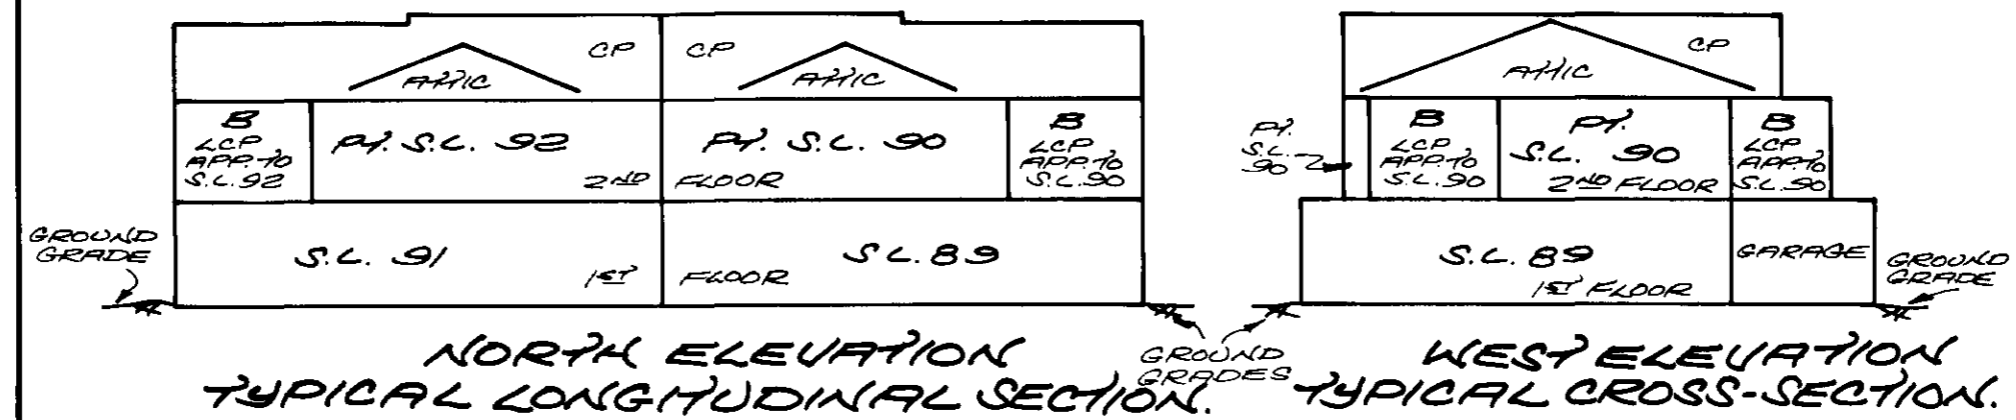 CP
CP
ATTIC
ATTIC
B
LCP
APP. TO
S.L. 92
PT. S.L. 92
2ND FLOOR
PT. S.L. 90
B
LCP
APP. TO
S.L. 90
GROUND
GRADE
S.L. 91
1ST FLOOR
S.L. 89
NORTH ELEVATION
TYPICAL LONGITUDINAL SECTION.
GROUND
GRADES
CP
ATTIC
PT.
S.L.
90
B
LCP
APP. TO
S.L. 90
PT.
S.L. 90
2ND FLOOR
B
LCP
APP. TO
S.L. 90
S.L. 89
1ST FLOOR
GARAGE
GROUND
GRADE
WEST ELEVATION
TYPICAL CROSS-SECTION.